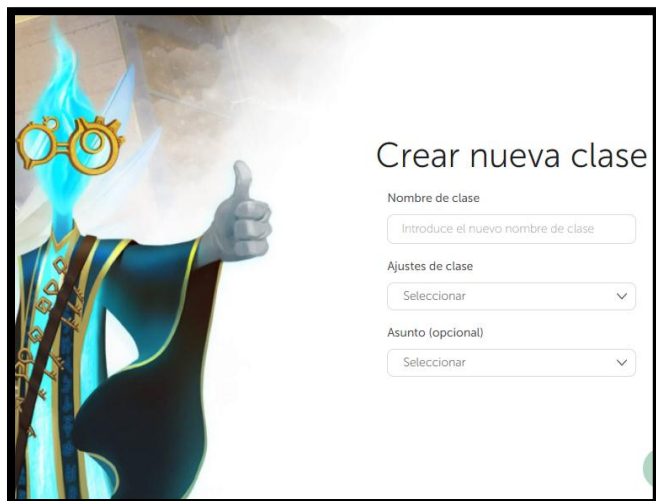 Crear nueva clase
Nombre de clase
Introduce el nuevo nombre de clase
Ajustes de clase
Seleccionar
Asunto (opcional)
Seleccionar